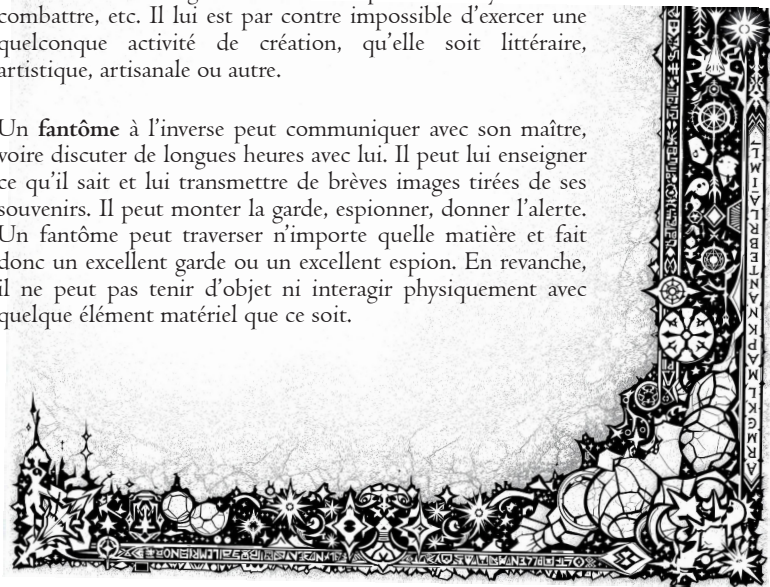 combattre, etc. Il lui est par contre impossible d’exercer une
quelconque activité de création, qu’elle soit littéraire,
artistique, artisanale ou autre.
Un fantôme à l’inverse peut communiquer avec son maître,
voire discuter de longues heures avec lui. Il peut lui enseigner
ce qu’il sait et lui transmettre de brèves images tirées de ses
souvenirs. Il peut monter la garde, espionner, donner l’alerte.
Un fantôme peut traverser n’importe quelle matière et fait
donc un excellent garde ou un excellent espion. En revanche,
il ne peut pas tenir d’objet ni interagir physiquement avec
quelque élément matériel que ce soit.